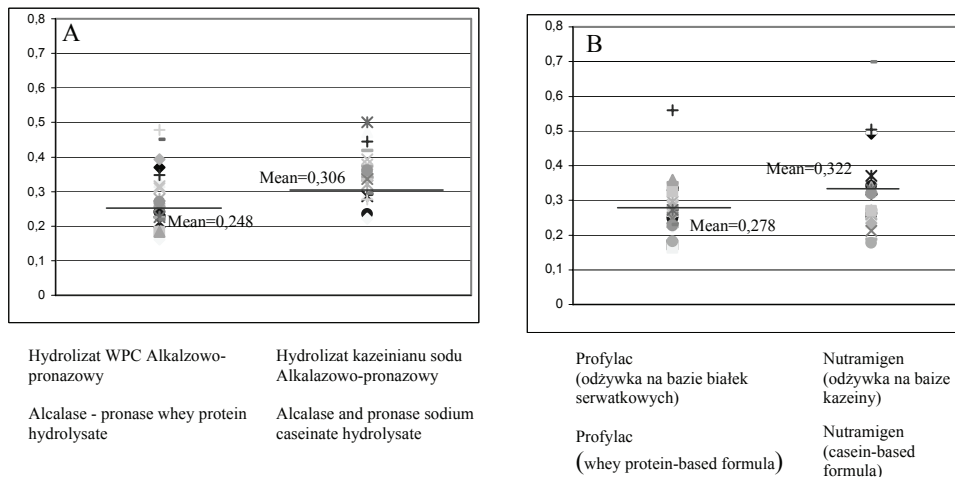 A
0,8
0,7
0,6
0,5
0,4
0,3
0,2
0,1
0
Mean=0,306
Mean=0,248
Hydrolizat WPC Alkalzowo-
pronazowy
Alcalase - pronase whey protein
hydrolysate
Hydrolizat kazeinianu sodu
Alkalazowo-pronazowy
Alcalase and pronase sodium
caseinate hydrolysate
B
0,8
0,7
0,6
0,5
0,4
0,3
0,2
0,1
0
Mean=0,322
Mean=0,278
Profylac
(odżywka na bazie białek
serwatkowych)
Profylac
(whey protein-based formula)
Nutramigen
(odżywka na baize
kazeiny)
Nutramigen
(casein-based
formula)